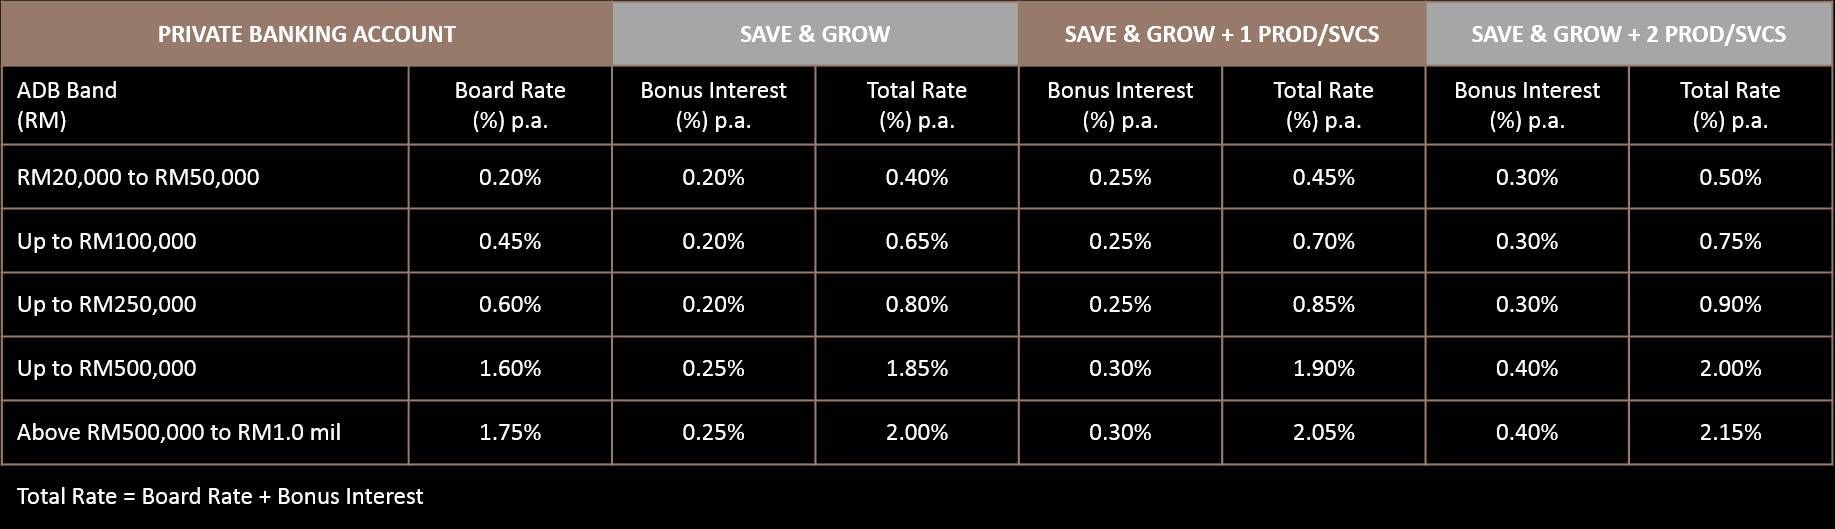 PRIVATE BANKING ACCOUNT SAVE & GROW SAVE & GROW + 1 PROD/SVCS SAVE & GROW + 2 PROD/SVCS
ADB Band Board Rate Bonus Interest Total Rate Bonus Interest Total Rate Bonus Interest Total Rate
(RM) (%) p.a. (%) p.a. (%) p.a. (%) p.a. (%) p.a. (%) p.a. (%) p.a.
RM20,000 to RM50,000 0.20% 0.20% 0.40% 0.25% 0.45% 0.30% 0.50%
Up to RM100,000 0.45% 0.20% 0.65% 0.25% 0.70% 0.30% 0.75%
Up to RM250,000 0.60% 0.20% 0.80% 0.25% 0.85% 0.30% 0.90%
Up to RM500,000 1.60% 0.25% 1.85% 0.30% 1.90% 0.40% 2.00%
Above RM500,000 to RM1.0 mil 1.75% 0.25% 2.00% 0.30% 2.05% 0.40% 2.15%
Total Rate = Board Rate + Bonus Interest